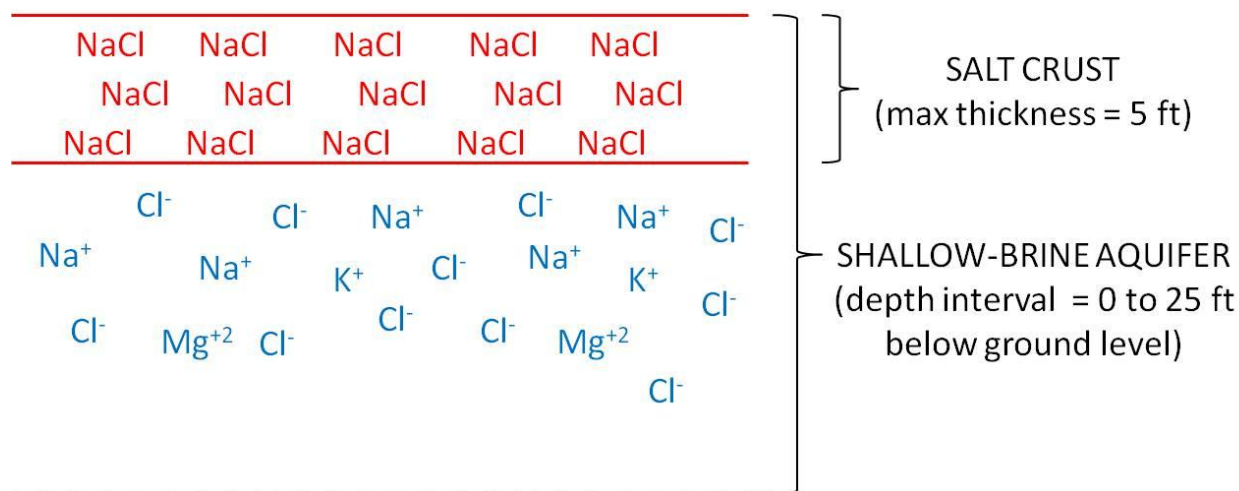 NaCl NaCl NaCl NaCl NaCl
NaCl NaCl NaCl NaCl NaCl
NaCl NaCl NaCl NaCl NaCl
SALT CRUST
(max thickness = 5 ft)
Cl⁻ Cl⁻ Na⁺ Cl⁻ Na⁺ Cl⁻
Na⁺ Na⁺ K⁺ Cl⁻ Na⁺ K⁺
Cl⁻ Mg⁺² Cl⁻ Cl⁻ Cl⁻ Mg⁺² Cl⁻
Cl⁻
SHALLOW-BRINE AQUIFER
(depth interval = 0 to 25 ft
below ground level)